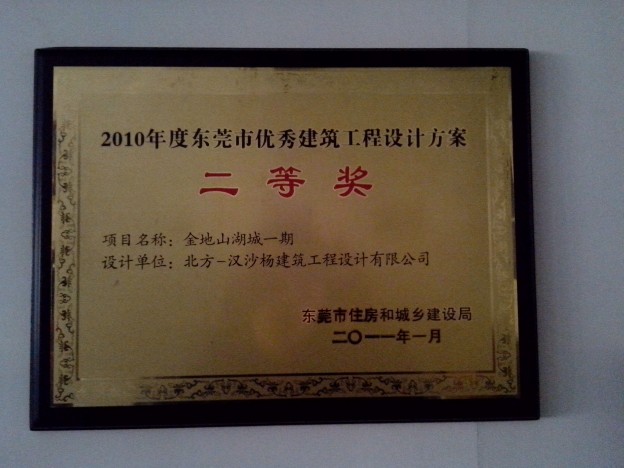 2010年度东莞市优秀建筑工程设计方案
二等奖
项目名称：金地山湖城一期
设计单位：北方-汉沙杨建筑工程设计有限公司
东莞市住房和城乡建设局
二〇一一年一月